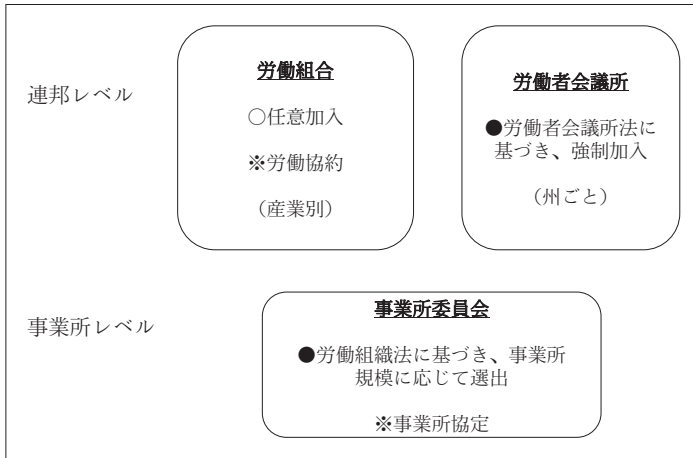 連邦レベル
労働組合
○任意加入
※労働協約
（産業別）
労働者会議所
●労働者会議所法に
基づき、強制加入
（州ごと）
事業所レベル
事業所委員会
●労働組織法に基づき、事業所
規模に応じて選出
※事業所協定